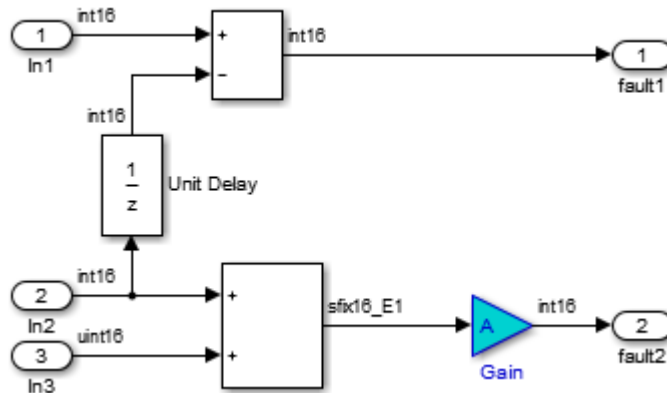 int16
+
int16
1
In1
−
1
fault1
int16
1
z
Unit Delay
int16
2
In2
+
sfix16_E1
A
int16
2
fault2
uint16
3
In3
+
Gain